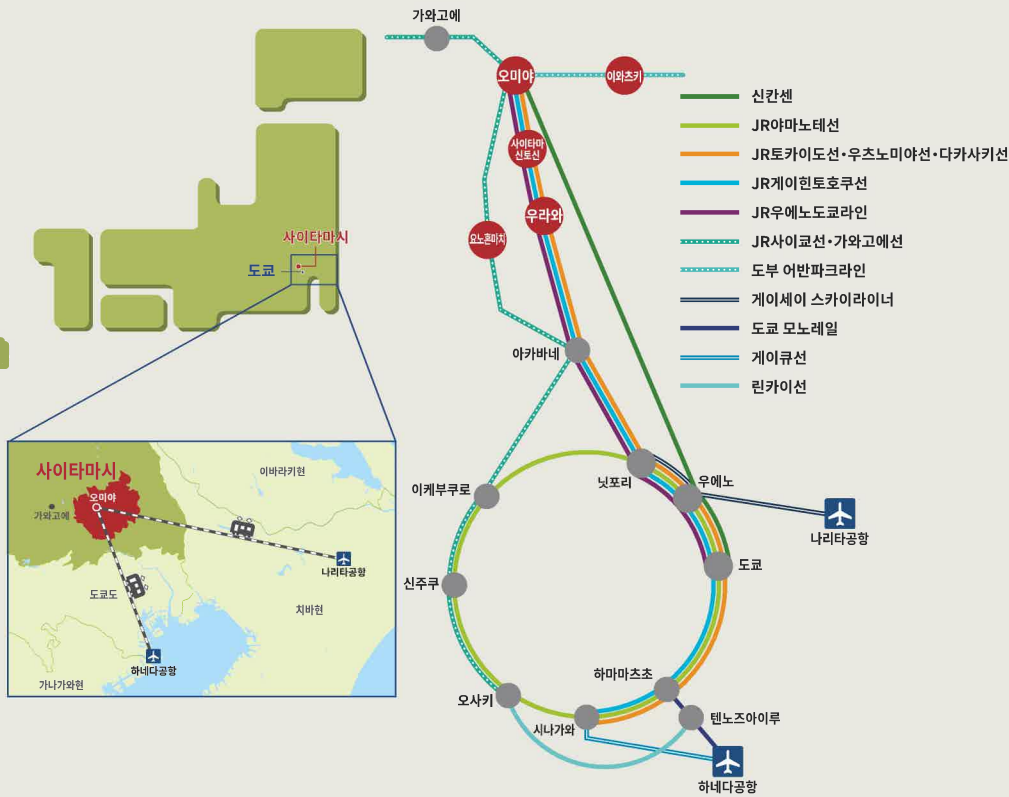 가와고에
오미야
이와츠키
사이타마
신토신
우라와
요노혼마치
아카바네
닛포리
우에노
나리타공항
이케부쿠로
도쿄
신주쿠
하마마츠초
오사키
시나가와
텐노즈아이루
하네다공항
신칸센
JR야마노테선
JR토카이도선·우츠노미야선·다카사키선
JR게이힌토호쿠선
JR우에노도쿄라인
JR사이쿄선·가와고에선
도부 어반파크라인
게이세이 스카이라이너
도쿄 모노레일
게이큐선
린카이선
사이타마시
도쿄
사이타마시
오미야
가와고에
이바라키현
나리타공항
도쿄도
치바현
하네다공항
가나가와현